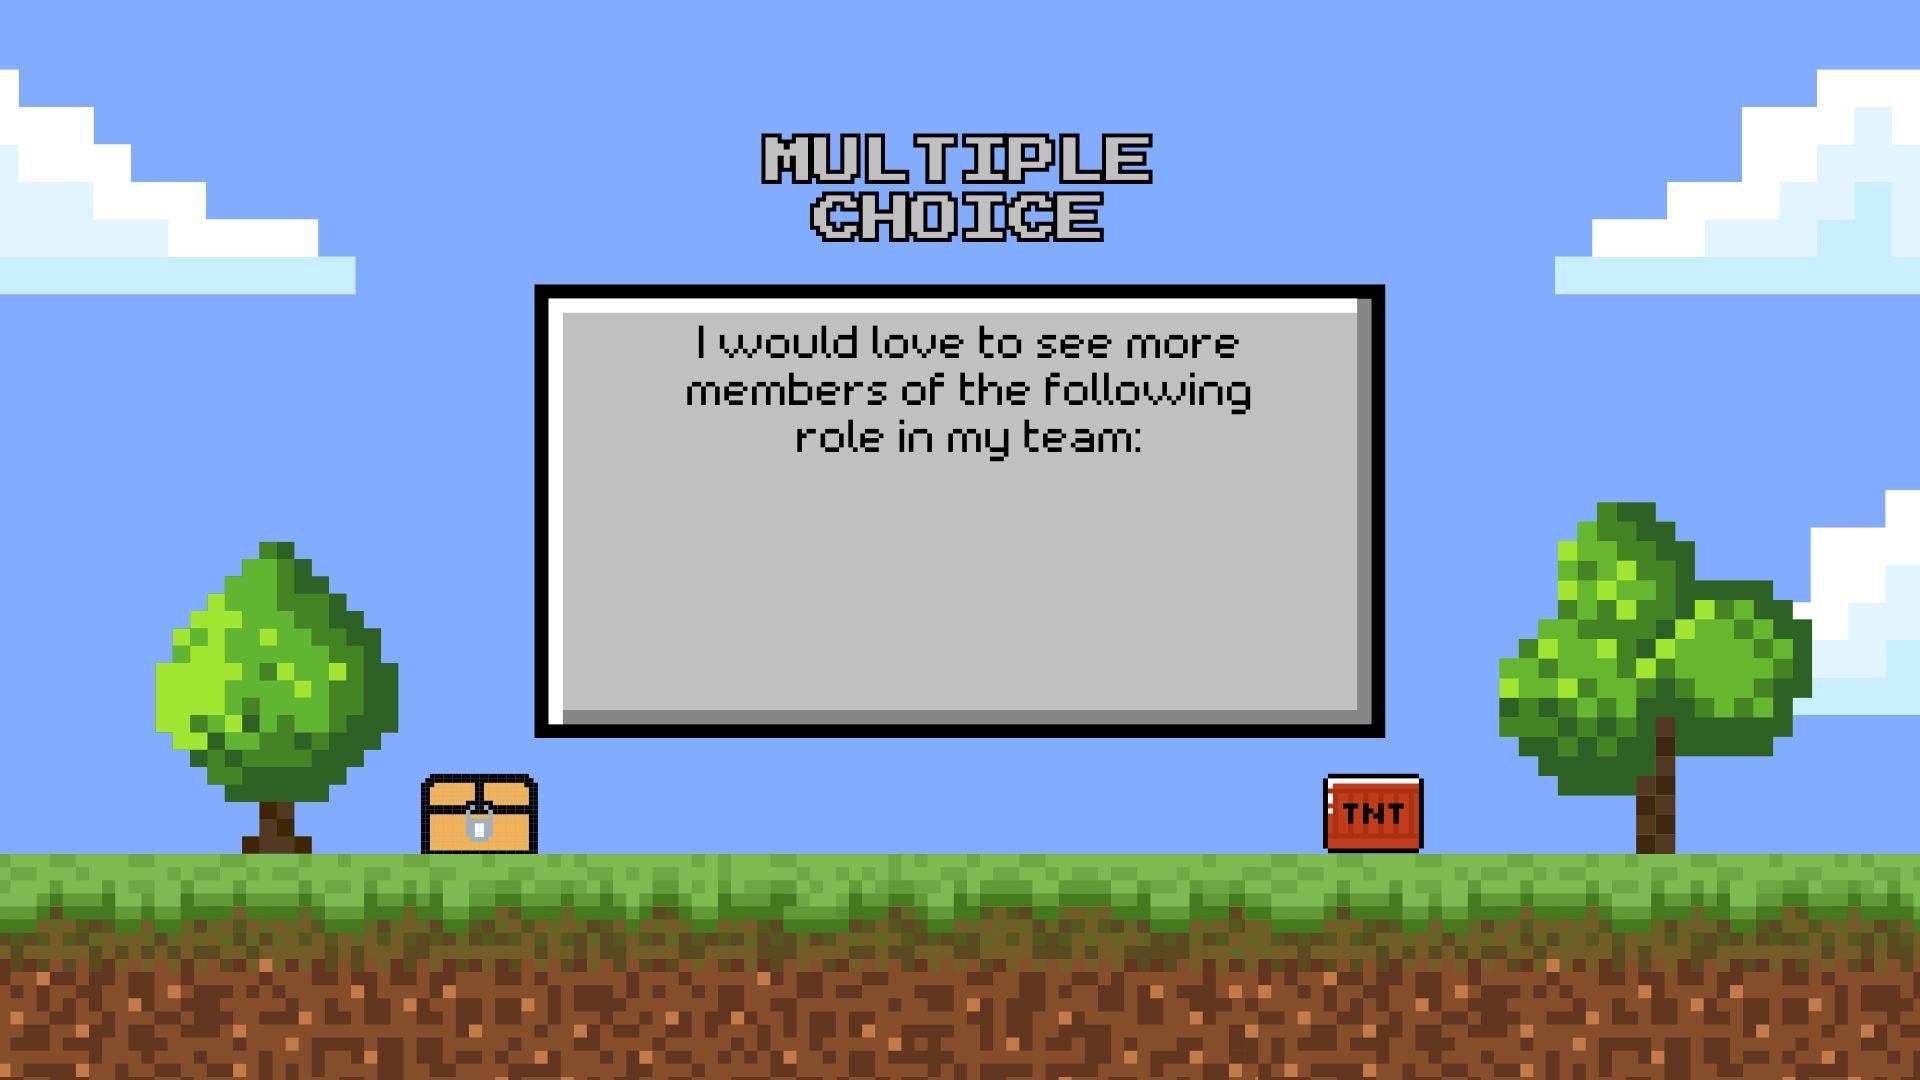 MULTIPLE
CHOICE
I would love to see more
members of the following
role in my team:
TNT